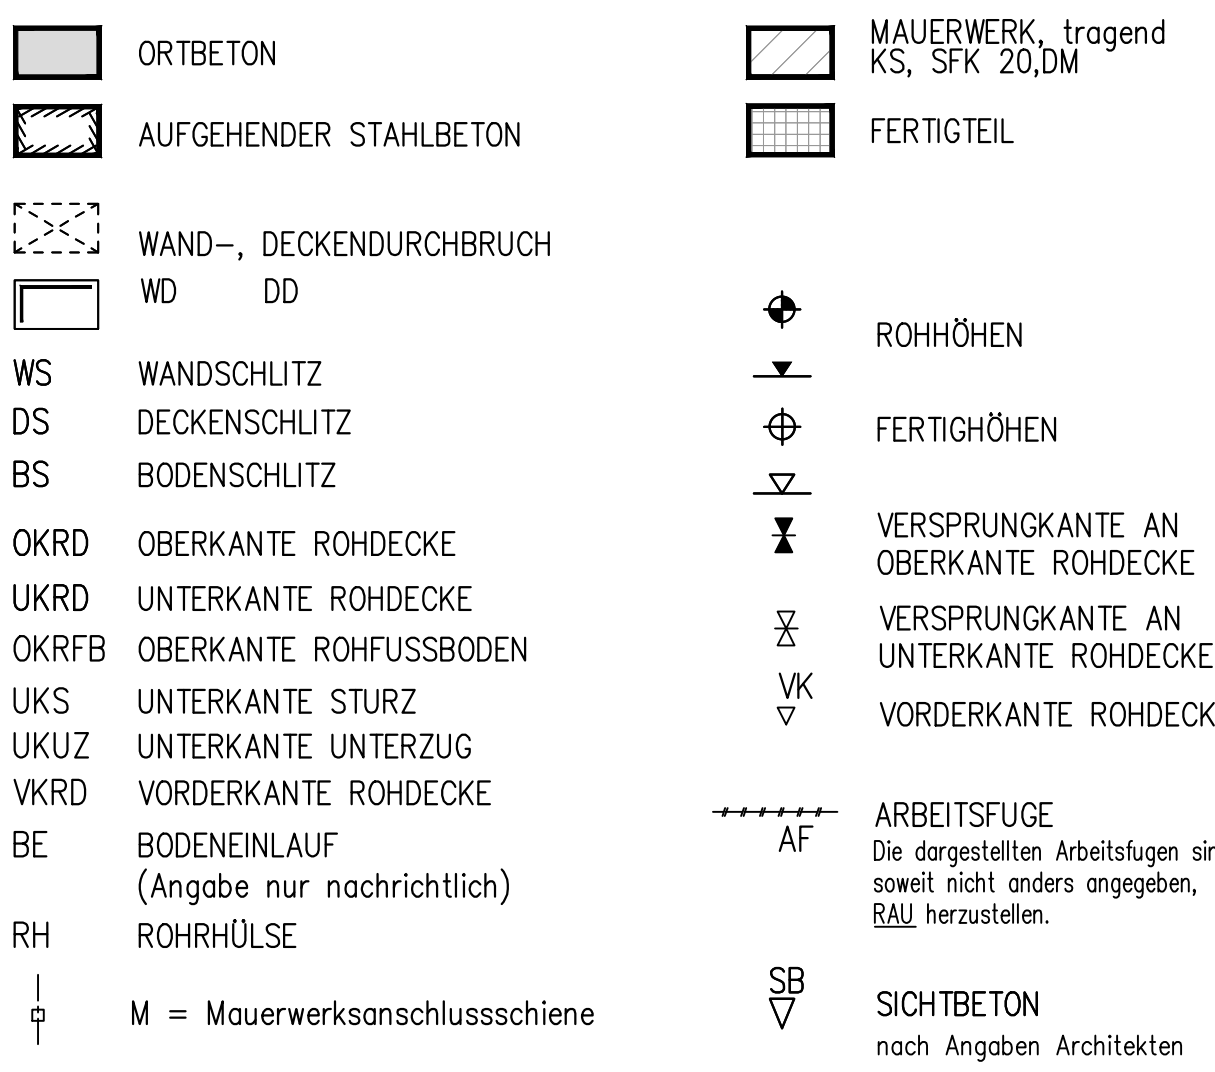 ORTBETON
AUFGEHENDER STAHLBETON
WAND-, DECKENDURCHBRUCH
WD DD
WS WANDSCHLITZ
DS DECKENSCHLITZ
BS BODENSCHLITZ
OKRD OBERKANTE ROHDECKE
UKRD UNTERKANTE ROHDECKE
OKRFB OBERKANTE ROHFUSSBODEN
UKS UNTERKANTE STURZ
UKUZ UNTERKANTE UNTERZUG
VKRD VORDERKANTE ROHDECKE
BE BODENEINLAUF
(Angabe nur nachrichtlich)
RH ROHRHÜLSE
M = Mauerwerksanschlussschiene
MAUERWERK, tragend
KS, SFK 20,DM
FERTIGTEIL
ROHHÖHEN
FERTIGHÖHEN
VERSPRUNGKANTE AN
OBERKANTE ROHDECKE
VERSPRUNGKANTE AN
UNTERKANTE ROHDECKE
VK
VORDERKANTE ROHDECK
ARBEITSFUGE
AF
Die dargestellten Arbeitsfugen
soweit nicht anders angegeben,
RAU herzustellen.
SB
SICHTBETON
nach Angaben Architekten